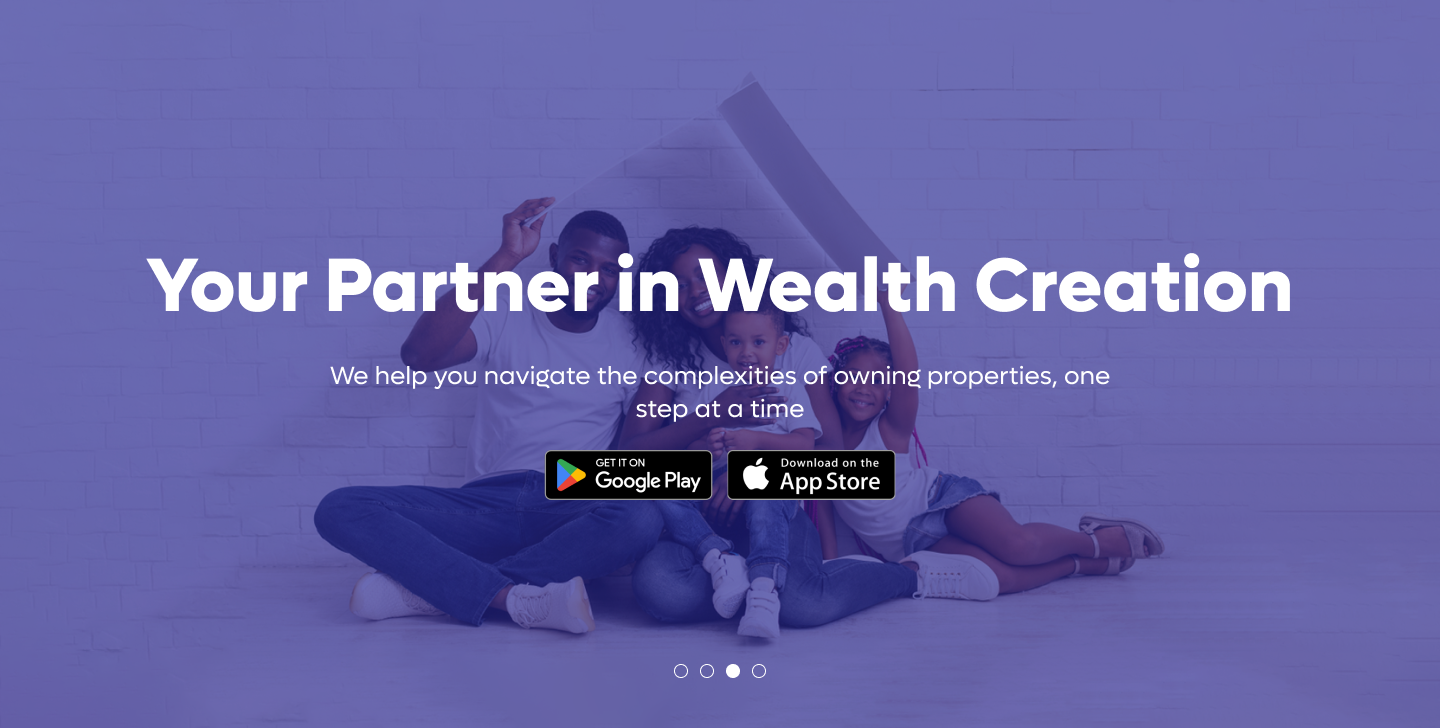 Your Partner in Wealth Creation
We help you navigate the complexities of owning properties, one
step at a time
GET IT ON
Google Play
Download on the
App Store